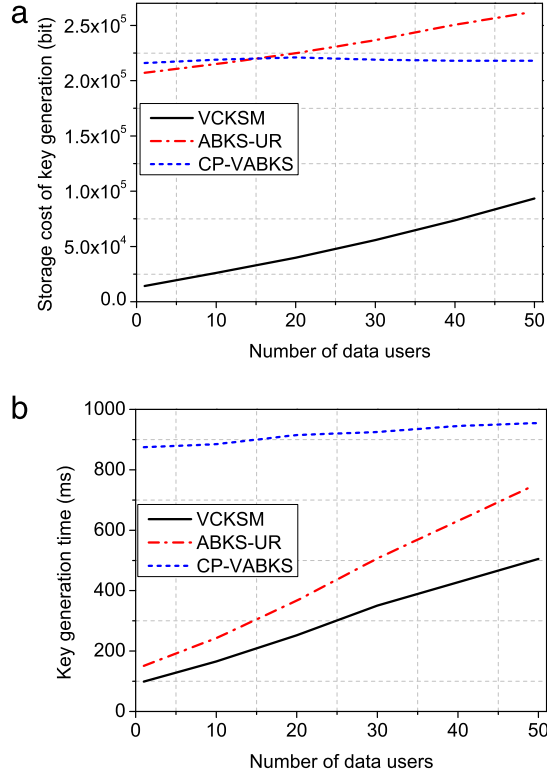 a
Storage cost of key generation (bit)
2.5x10^5
2.0x10^5
1.5x10^5
1.0x10^5
5.0x10^4
0.0
VCKSM
ABKS-UR
CP-VABKS
0 10 20 30 40 50
Number of data users
b
Key generation time (ms)
1000
800
600
400
200
0
VCKSM
ABKS-UR
CP-VABKS
0 10 20 30 40 50
Number of data users